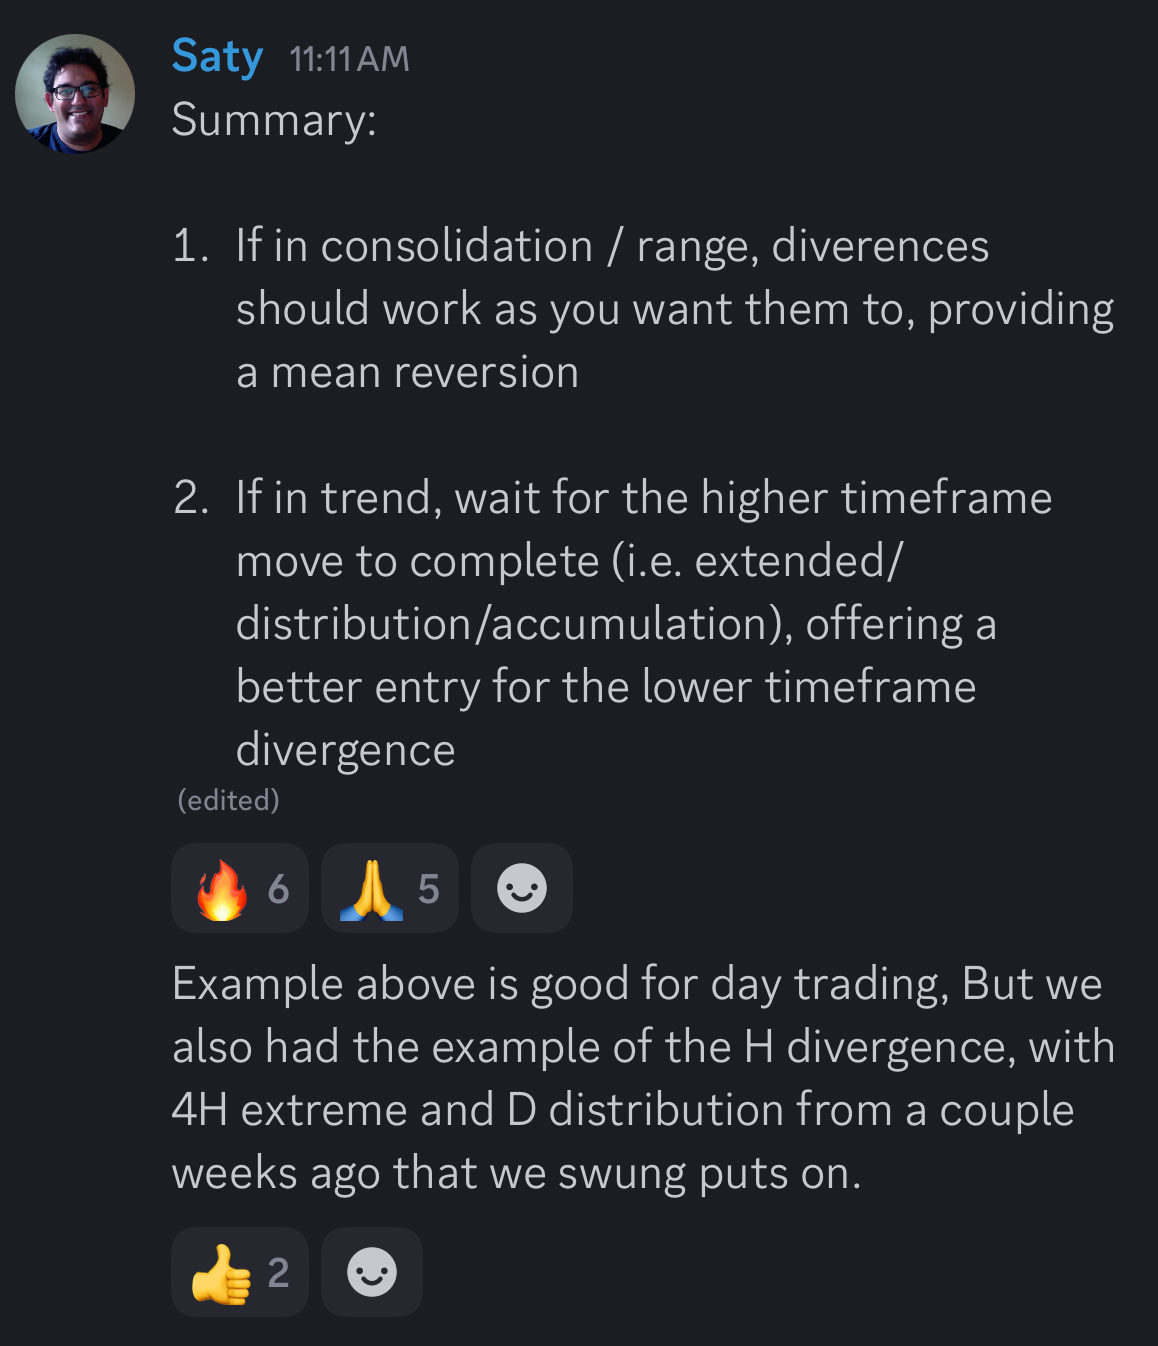 Saty 11:11 AM
Summary:
1. If in consolidation / range, diverences
should work as you want them to, providing
a mean reversion
2. If in trend, wait for the higher timeframe
move to complete (i.e. extended/
distribution/accumulation), offering a
better entry for the lower timeframe
divergence
(edited)
🔥 6 🙏 5
Example above is good for day trading, But we
also had the example of the H divergence, with
4H extreme and D distribution from a couple
weeks ago that we swung puts on.
👍 2